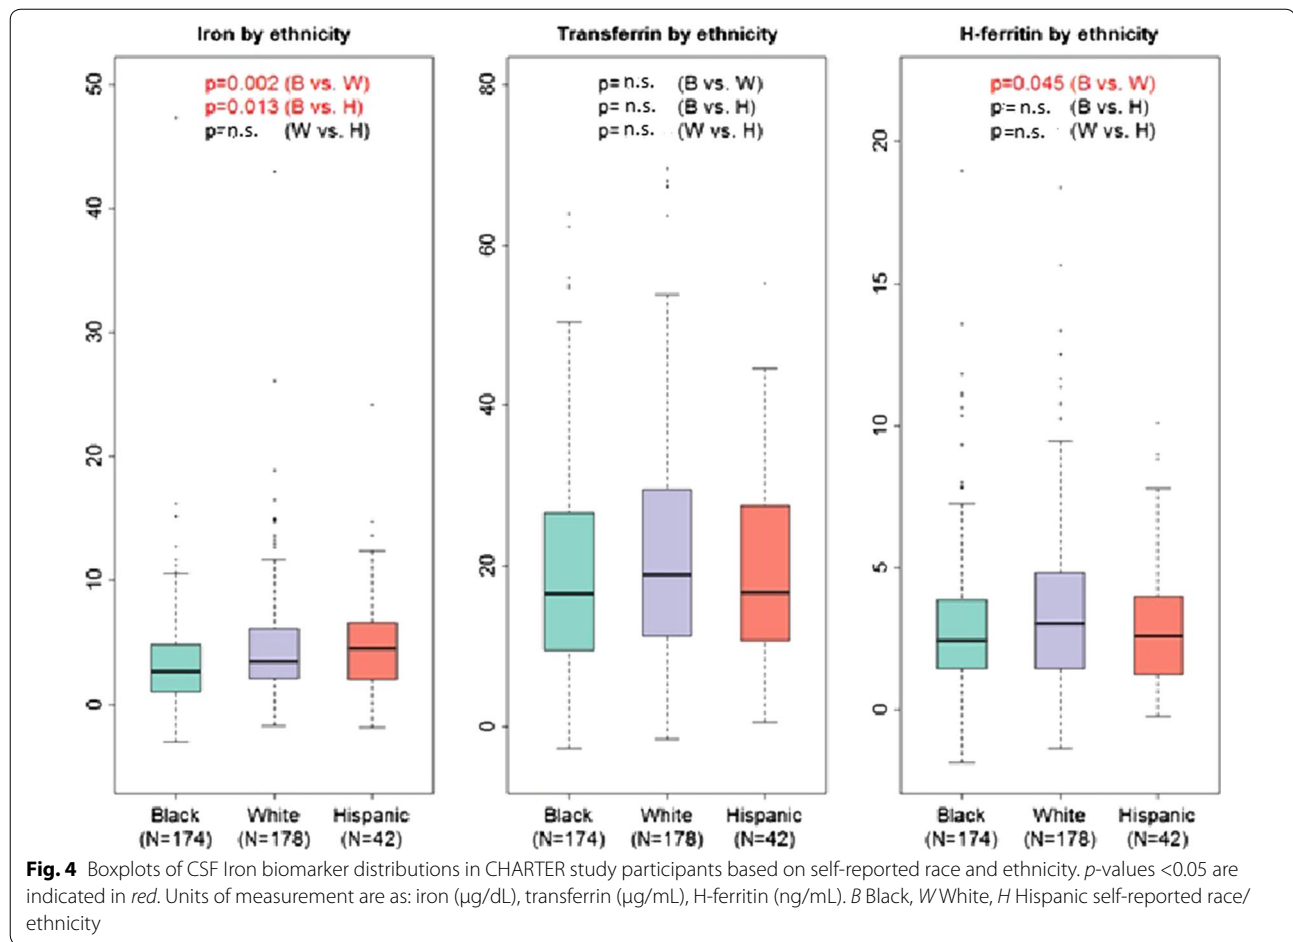 Iron by ethnicity
p=0.002 (B vs. W)
p=0.013 (B vs. H)
p=n.s. (W vs. H)
50
40
30
20
10
0
Black
(N=174)
White
(N=178)
Hispanic
(N=42)
Transferrin by ethnicity
p= n.s. (B vs. W)
p= n.s. (B vs. H)
p= n.s. (W vs. H)
80
60
40
20
0
Black
(N=174)
White
(N=178)
Hispanic
(N=42)
H-ferritin by ethnicity
p=0.045 (B vs. W)
p= n.s. (B vs. H)
p=n.s. (W vs. H)
20
15
10
5
0
Black
(N=174)
White
(N=178)
Hispanic
(N=42)
Fig. 4 Boxplots of CSF Iron biomarker distributions in CHARTER study participants based on self-reported race and ethnicity. p-values <0.05 are
indicated in red. Units of measurement are as: iron (µg/dL), transferrin (µg/mL), H-ferritin (ng/mL). B Black, W White, H Hispanic self-reported race/
ethnicity